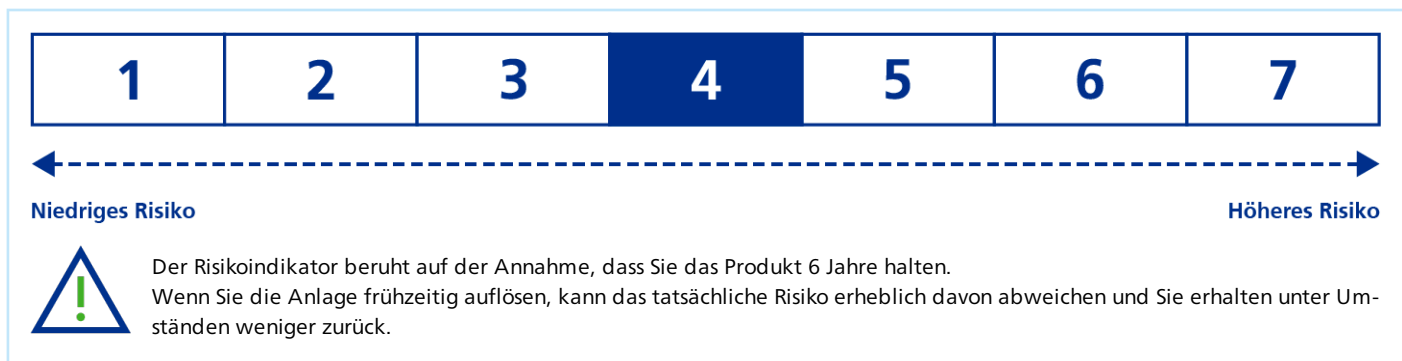 1 2 3 4 5 6 7
Niedriges Risiko Höheres Risiko
Der Risikoindikator beruht auf der Annahme, dass Sie das Produkt 6 Jahre halten.
Wenn Sie die Anlage frühzeitig auflösen, kann das tatsächliche Risiko erheblich davon abweichen und Sie erhalten unter Um-
ständen weniger zurück.